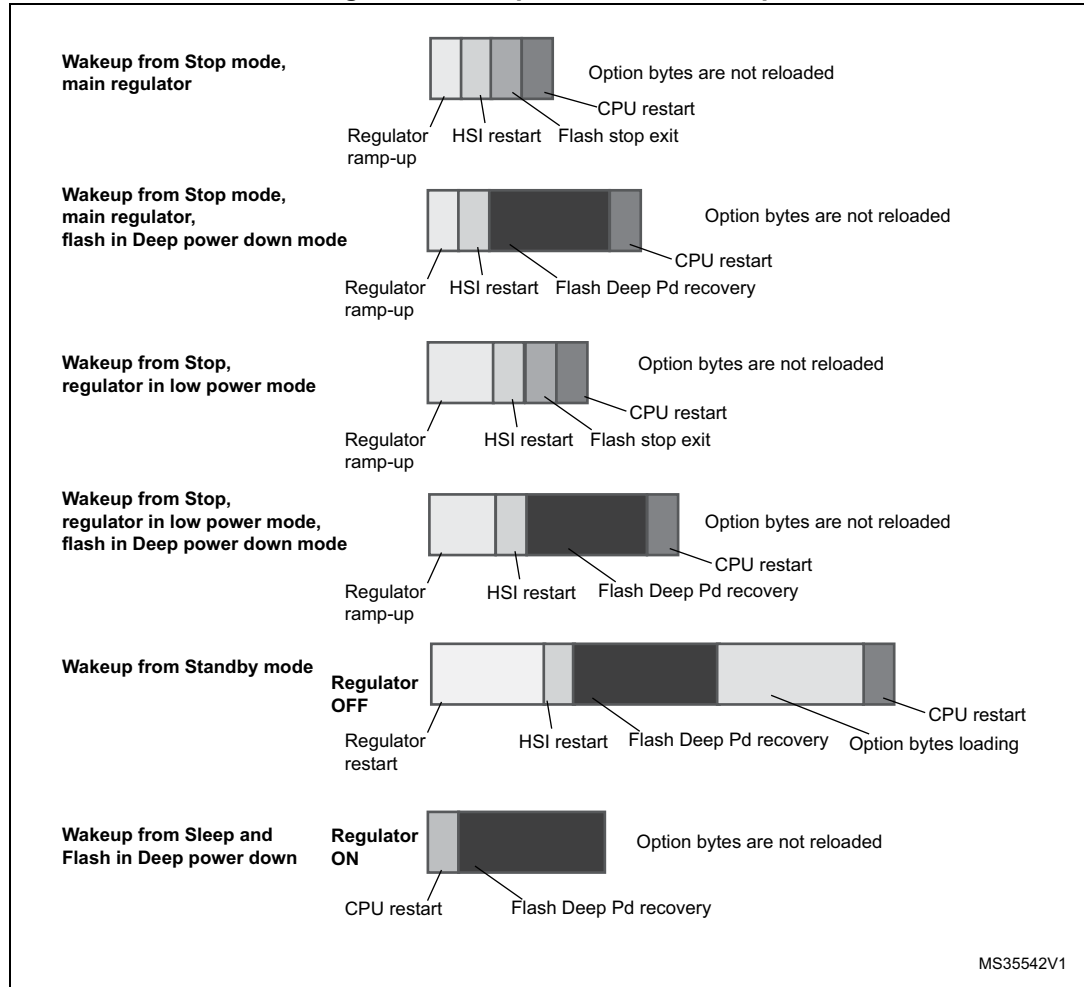 Wakeup from Stop mode,
main regulator
Option bytes are not reloaded
CPU restart
Regulator
ramp-up
HSI restart
Flash stop exit
Wakeup from Stop mode,
main regulator,
flash in Deep power down mode
Option bytes are not reloaded
CPU restart
Regulator
ramp-up
HSI restart
Flash Deep Pd recovery
Wakeup from Stop,
regulator in low power mode
Option bytes are not reloaded
CPU restart
Regulator
ramp-up
HSI restart
Flash stop exit
Wakeup from Stop,
regulator in low power mode,
flash in Deep power down mode
Option bytes are not reloaded
CPU restart
Regulator
ramp-up
HSI restart
Flash Deep Pd recovery
Wakeup from Standby mode
Regulator
OFF
CPU restart
Regulator
restart
HSI restart
Flash Deep Pd recovery
Option bytes loading
Wakeup from Sleep and
Flash in Deep power down
Regulator
ON
Option bytes are not reloaded
CPU restart
Flash Deep Pd recovery
MS35542V1